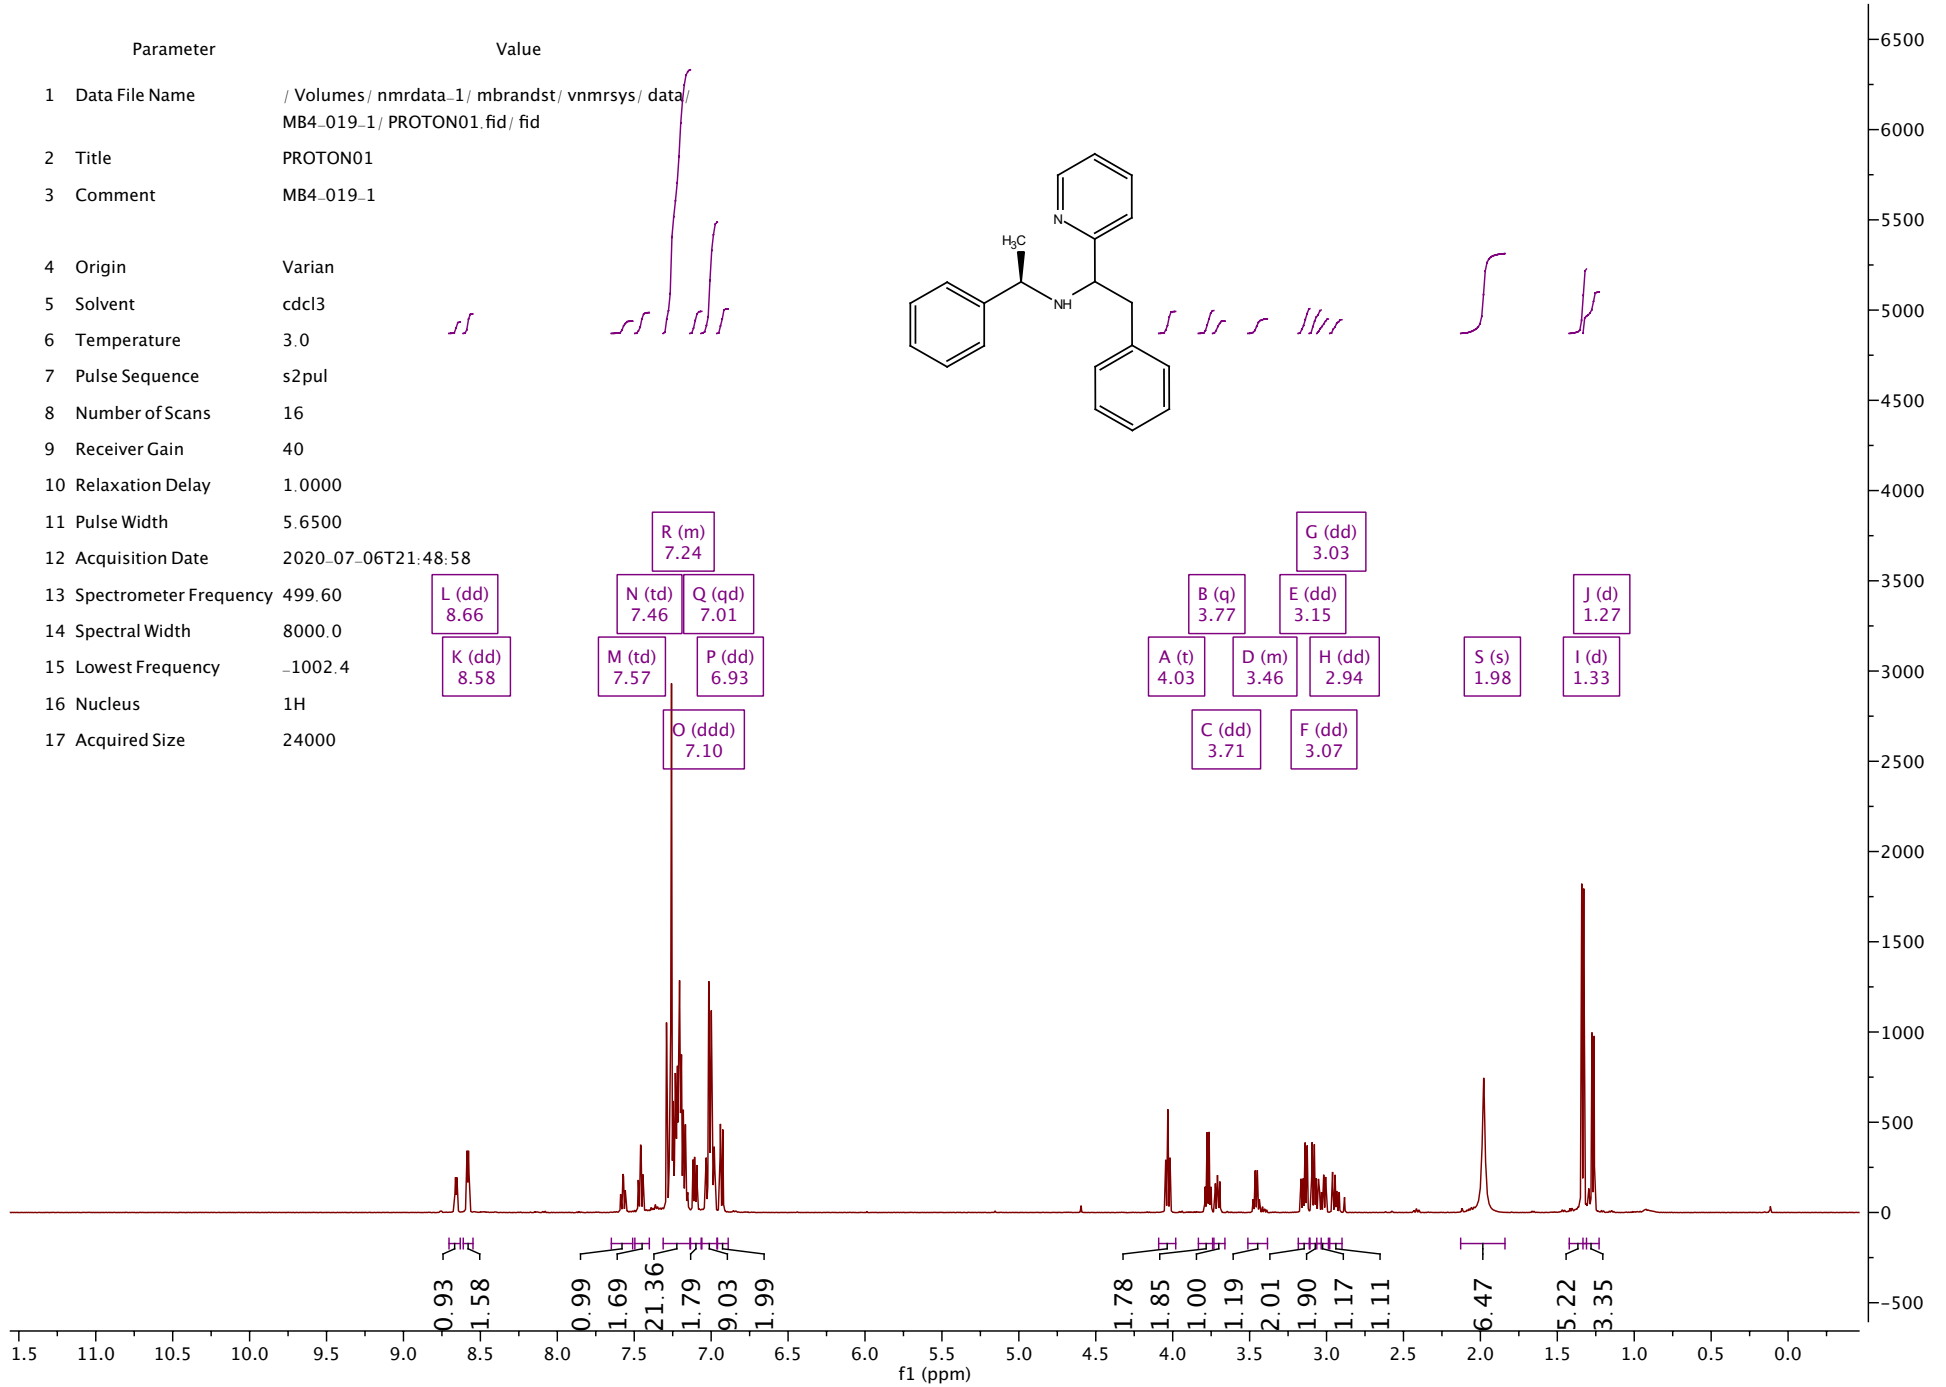 Parameter Value
1 Data File Name / Volumes/ nmrdata_1/ mbrandst/ vnmrsys/ data/
MB4_019_1/ PROTON01.fid/ fid
2 Title PROTON01
3 Comment MB4_019_1
4 Origin Varian
5 Solvent cdcl3
6 Temperature 3.0
7 Pulse Sequence s2pul
8 Number of Scans 16
9 Receiver Gain 40
10 Relaxation Delay 1.0000
11 Pulse Width 5.6500
12 Acquisition Date 2020_07_06T21:48:58
13 Spectrometer Frequency 499.60
14 Spectral Width 8000.0
15 Lowest Frequency _1002.4
16 Nucleus 1H
17 Acquired Size 24000
N
H3C
NH
R (m)
7.24
G (dd)
3.03
L (dd)
8.66
N (td)
7.46
Q (qd)
7.01
B (q)
3.77
E (dd)
3.15
J (d)
1.27
K (dd)
8.58
M (td)
7.57
P (dd)
6.93
A (t)
4.03
D (m)
3.46
H (dd)
2.94
S (s)
1.98
I (d)
1.33
O (ddd)
7.10
C (dd)
3.71
F (dd)
3.07
6500
6000
5500
5000
4500
4000
3500
3000
2500
2000
1500
1000
500
0
−500
0.93
1.58
0.99
1.69
21.36
1.79
9.03
1.99
1.78
1.85
1.00
1.19
2.01
1.90
1.17
1.11
6.47
5.22
3.35
1.5 11.0 10.5 10.0 9.5 9.0 8.5 8.0 7.5 7.0 6.5 6.0 5.5 5.0 4.5 4.0 3.5 3.0 2.5 2.0 1.5 1.0 0.5 0.0
f1 (ppm)